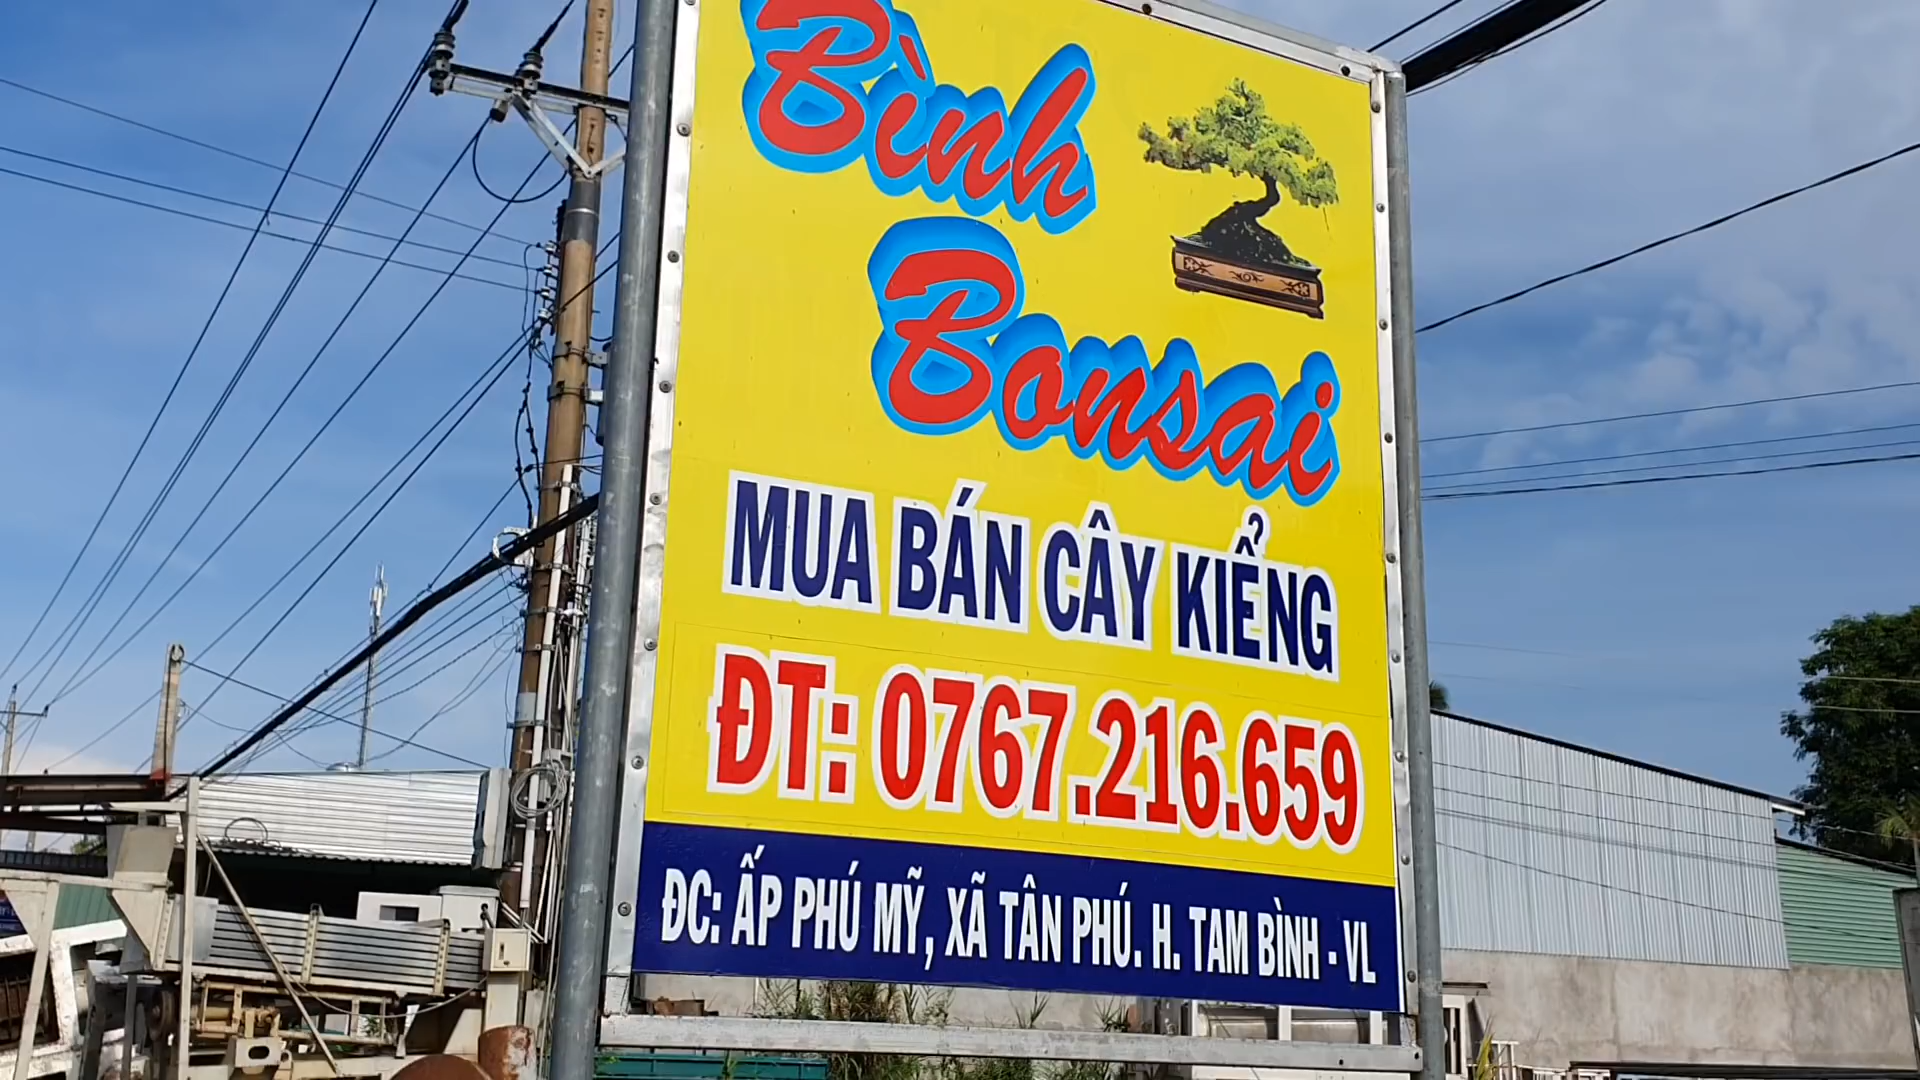 Bình
Bonsai
MUA BÁN CÂY KIỂNG
ĐT: 0767.216.659
ĐC: ẤP PHÚ MỸ, XÃ TÂN PHÚ. H. TAM BÌNH - VL